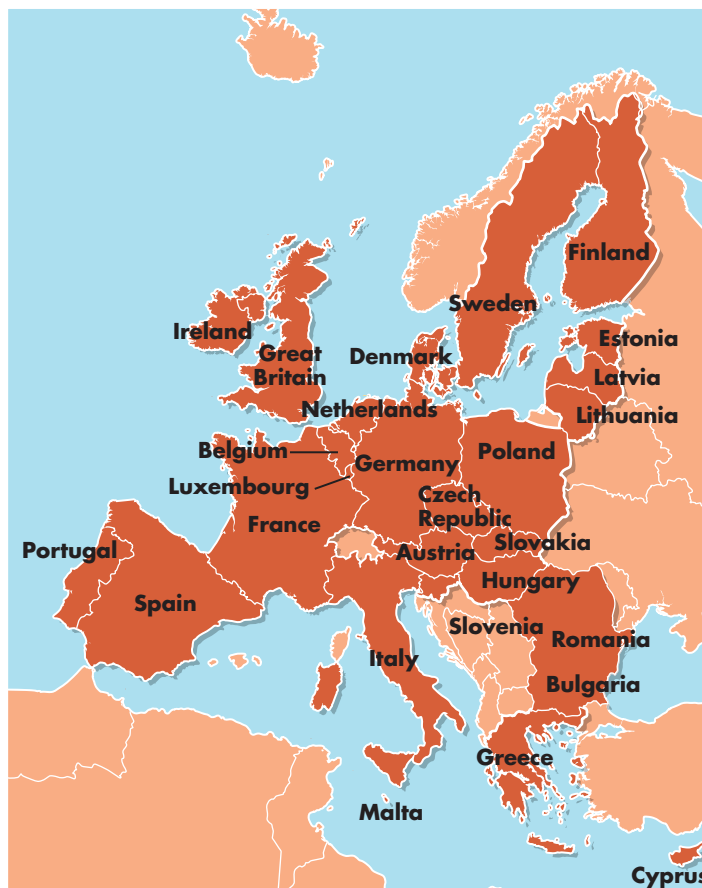 Finland
Sweden
Ireland
Great
Britain
Denmark
Estonia
Latvia
Lithuania
Netherlands
Belgium
Luxembourg
Germany
Poland
Czech
Republic
France
Portugal
Spain
Austria
Slovakia
Hungary
Slovenia
Romania
Italy
Bulgaria
Greece
Malta
Cyprus